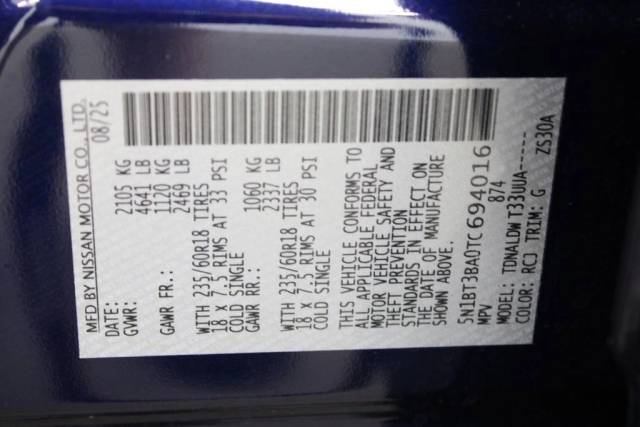 MFD BY NISSAN MOTOR CO., LTD.
DATE: 08/25
GVWR: 2105 KG
4641 LB
GAWR FR.: 1120 KG
2469 LB
WITH 235/60R18 TIRES
18 x 7.5 RIMS AT 33 PSI
COLD SINGLE
GAWR RR.: 1060 KG
2337 LB
WITH 235/60R18 TIRES
18 x 7.5 RIMS AT 30 PSI
COLD SINGLE
THIS VEHICLE CONFORMS TO
ALL APPLICABLE FEDERAL
MOTOR VEHICLE SAFETY AND
THEFT PREVENTION
STANDARDS IN EFFECT ON
THE DATE OF MANUFACTURE
SHOWN ABOVE.
5N1BT3BA0TC694016
MPV 874
MODEL: TDNALDW T33UUA------
COLOR: RCJ TRIM: G ZS30A